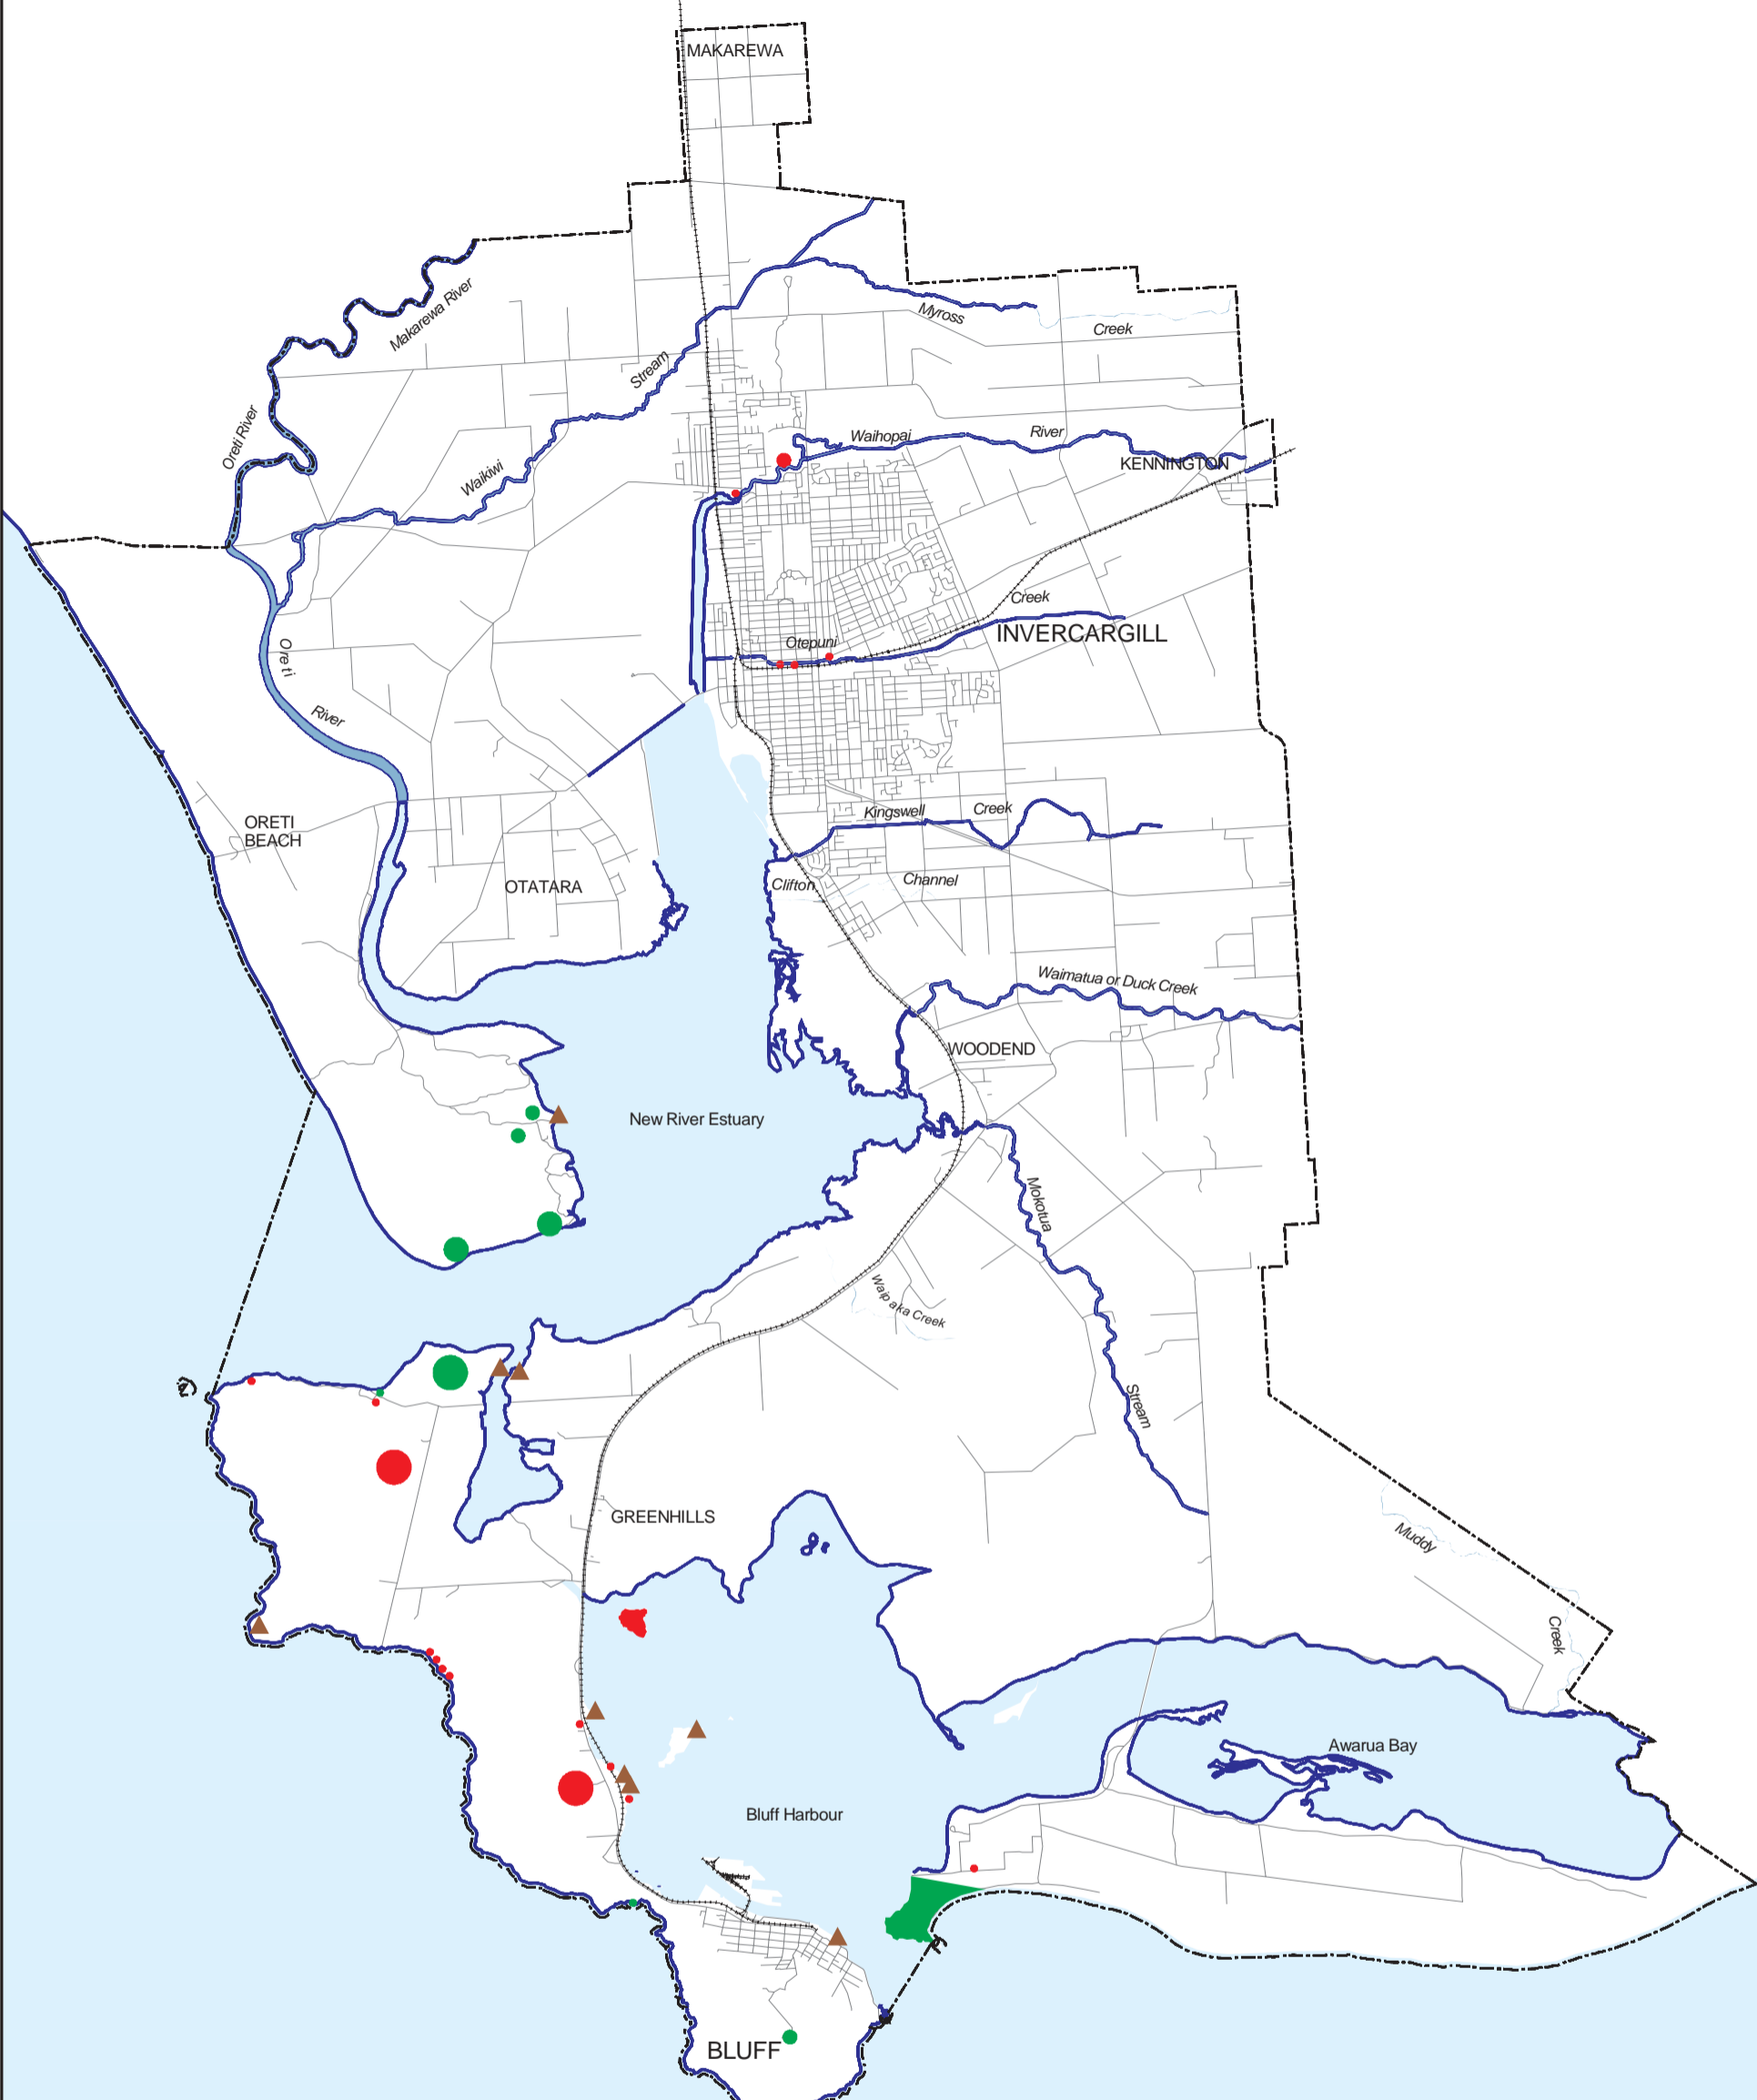 MAKAREWA
Makarewa River
Myross
Creek
Stream
Oreti River
Waihopai
River
KENNINGTON
Waikiwi
Creek
INVERCARGILL
Otepuni
Oreti
River
ORETI
BEACH
Kingswell
Creek
OTATARA
Clifton
Channel
Waimatua or Duck Creek
WOODEND
New River Estuary
Mokotua
Waipaka Creek
Stream
GREENHILLS
Muddy
Creek
Awarua Bay
Bluff Harbour
BLUFF